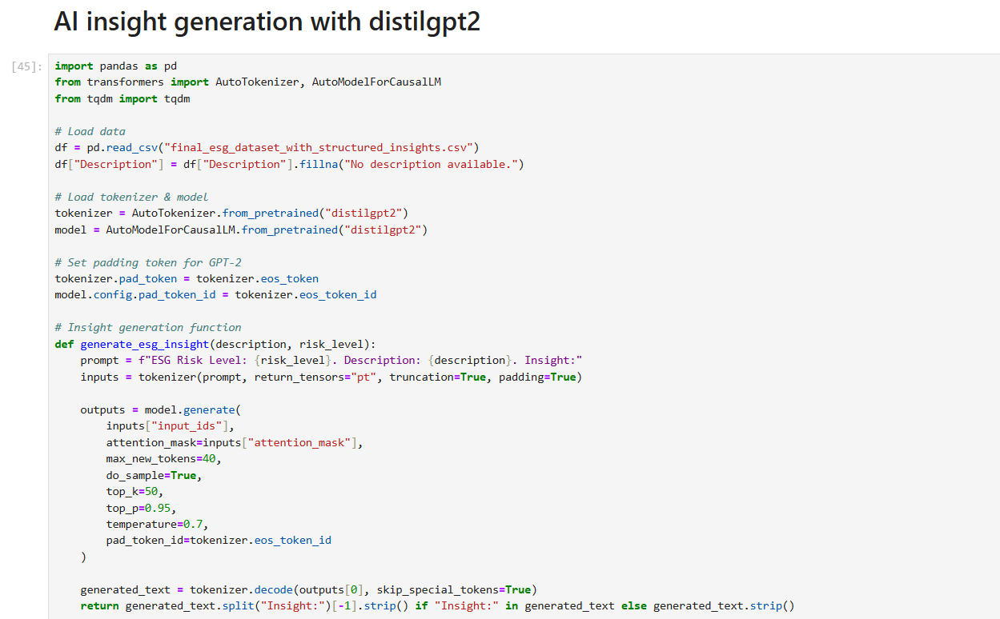 AI insight generation with distilgpt2
[45]:
import pandas as pd
from transformers import AutoTokenizer, AutoModelForCausalLM
from tqdm import tqdm
# Load data
df = pd.read_csv("final_esg_dataset_with_structured_insights.csv")
df["Description"] = df["Description"].fillna("No description available.")
# Load tokenizer & model
tokenizer = AutoTokenizer.from_pretrained("distilgpt2")
model = AutoModelForCausalLM.from_pretrained("distilgpt2")
# Set padding token for GPT-2
tokenizer.pad_token = tokenizer.eos_token
model.config.pad_token_id = tokenizer.eos_token_id
# Insight generation function
def generate_esg_insight(description, risk_level):
    prompt = f"ESG Risk Level: {risk_level}. Description: {description}. Insight:"
    inputs = tokenizer(prompt, return_tensors="pt", truncation=True, padding=True)
    outputs = model.generate(
        inputs["input_ids"],
        attention_mask=inputs["attention_mask"],
        max_new_tokens=40,
        do_sample=True,
        top_k=50,
        top_p=0.95,
        temperature=0.7,
        pad_token_id=tokenizer.eos_token_id
    )
    generated_text = tokenizer.decode(outputs[0], skip_special_tokens=True)
    return generated_text.split("Insight:")[-1].strip() if "Insight:" in generated_text else generated_text.strip()